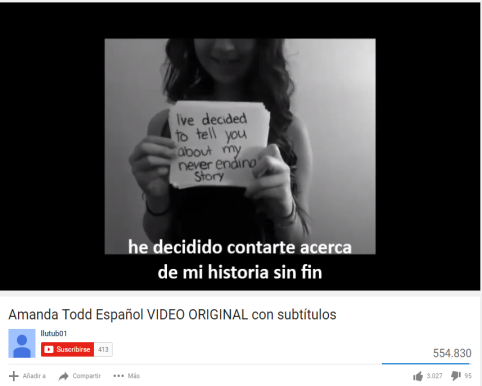 I've decided
to tell you
about my
never ending
story
he decidido contarte acerca
de mi historia sin fin
Amanda Todd Español VIDEO ORIGINAL con subtítulos
llutub01
Suscribirse 413
554.830
Añadir a Compartir Más 3.027 95